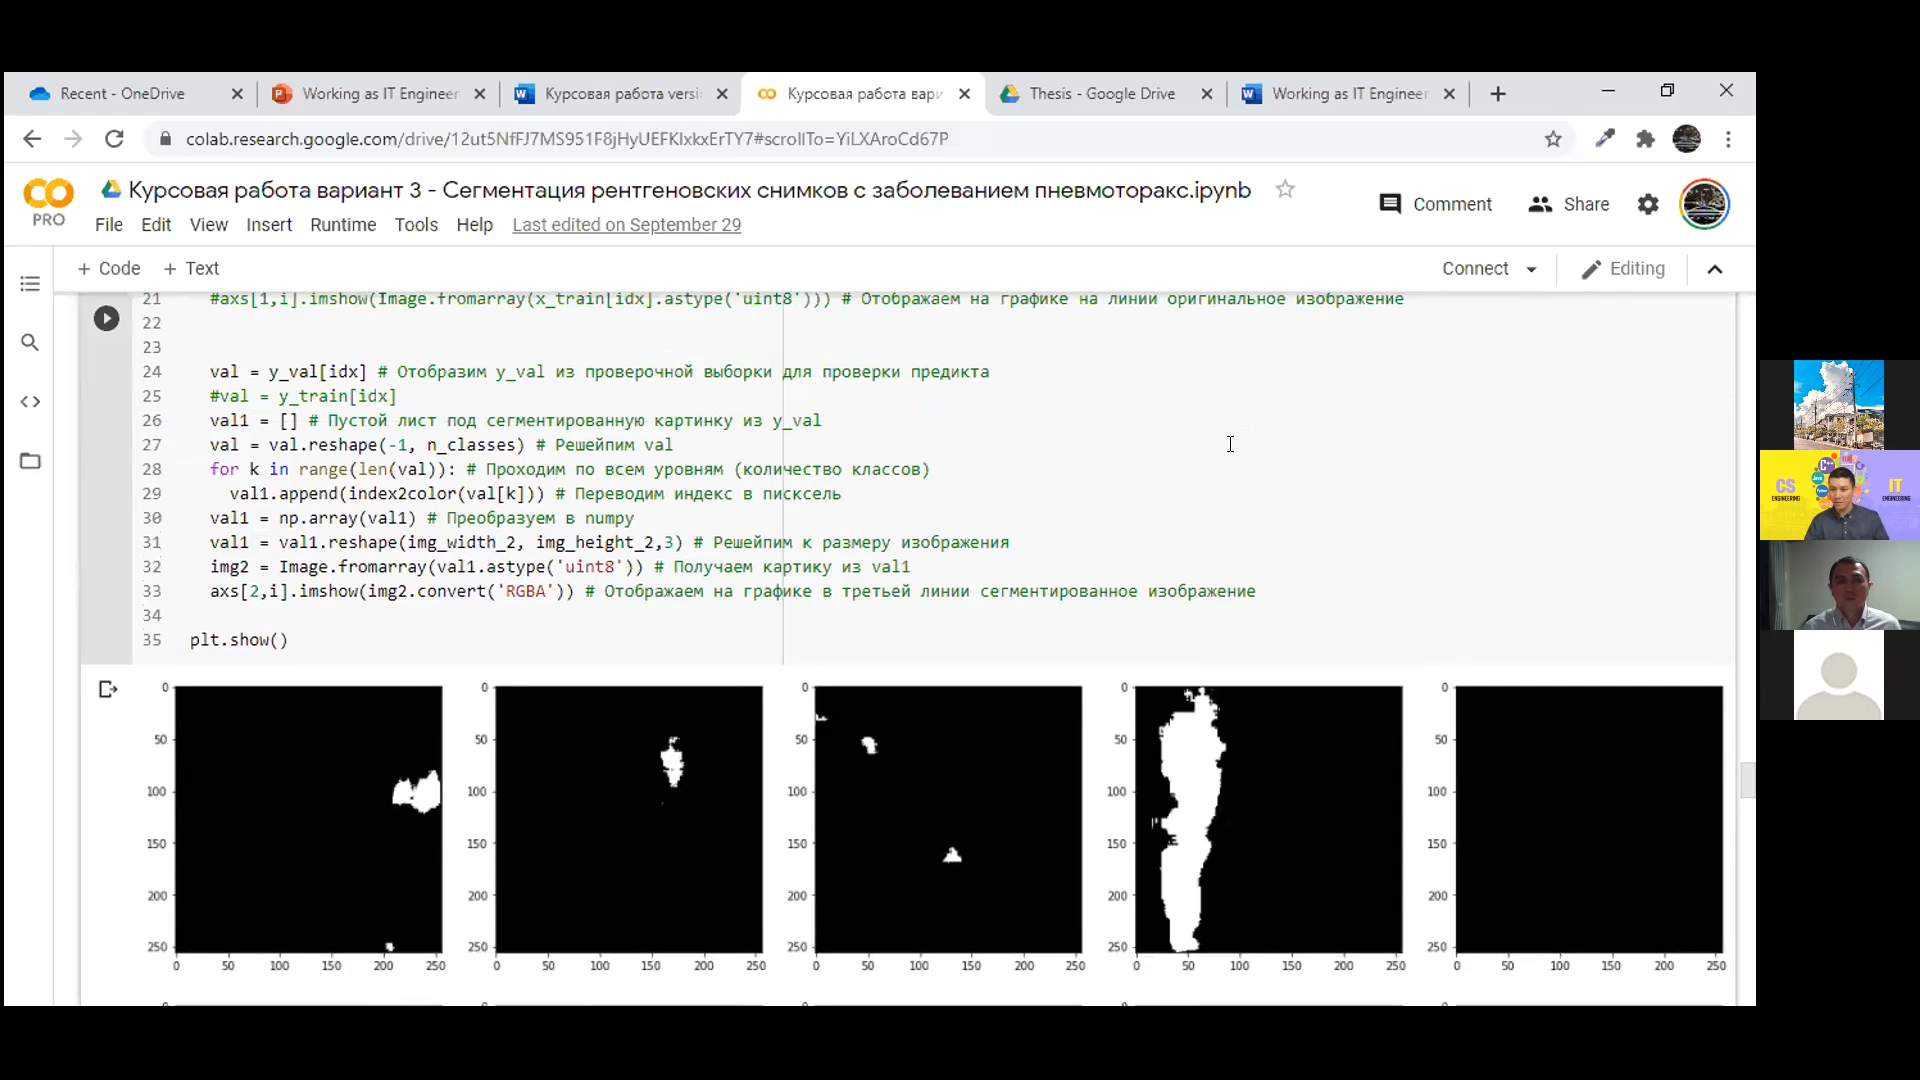 Recent - OneDrive
Working as IT Engineer
Курсовая работа versi
Курсовая работа вари
Thesis - Google Drive
Working as IT Engineer
colab.research.google.com/drive/12ut5NfFJ7MS951F8jHyUEFKIxkxErTY7#scrollTo=YiLXAroCd67P
CO
PRO
Курсовая работа вариант 3 - Сегментация рентгеновских снимков с заболеванием пневмоторакс.ipynb
Comment
Share
File Edit View Insert Runtime Tools Help Last edited on September 29
+ Code + Text
Connect
Editing
21 #axs[1,i].imshow(Image.fromarray(x_train[idx].astype('uint8'))) # Отображаем на графике на линии оригинальное изображение
22
23
24 val = y_val[idx] # Отобразим y_val из проверочной выборки для проверки предикта
25 #val = y_train[idx]
26 val1 = [] # Пустой лист под сегментированную картинку из y_val
27 val = val.reshape(-1, n_classes) # Решейпим val
28 for k in range(len(val)): # Проходим по всем уровням (количество классов)
29 val1.append(index2color(val[k])) # Переводим индекс в писксель
30 val1 = np.array(val1) # Преобразуем в numpy
31 val1 = val1.reshape(img_width_2, img_height_2,3) # Решейпим к размеру изображения
32 img2 = Image.fromarray(val1.astype('uint8')) # Получаем картику из val1
33 axs[2,i].imshow(img2.convert('RGBA')) # Отображаем на графике в третьей линии сегментированное изображение
34
35 plt.show()
0 50 100 150 200 250
0 50 100 150 200 250
0 50 100 150 200 250
0 50 100 150 200 250
0 50 100 150 200 250
0 50 100 150 200 250
0 50 100 150 200 250
0 50 100 150 200 250
0 50 100 150 200 250
0 50 100 150 200 250
CS
ENGINEERING
C++
IT
ENGINEERING